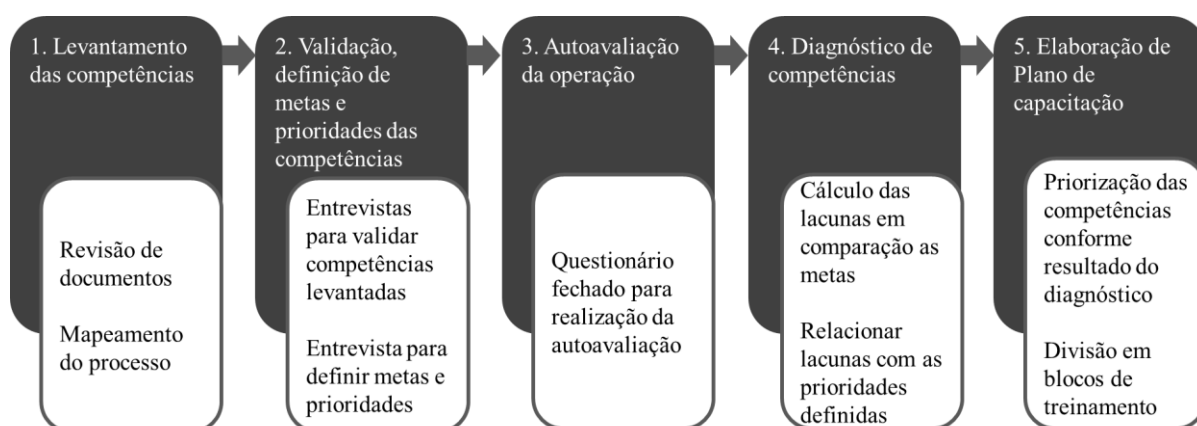 1. Levantamento
das competências
Revisão de
documentos
Mapeamento
do processo
2. Validação,
definição de
metas e
prioridades das
competências
Entrevistas
para validar
competências
levantadas
Entrevista para
definir metas e
prioridades
3. Autoavaliação
da operação
Questionário
fechado para
realização da
autoavaliação
4. Diagnóstico de
competências
Cálculo das
lacunas em
comparação as
metas
Relacionar
lacunas com as
prioridades
definidas
5. Elaboração de
Plano de
capacitação
Priorização das
competências
conforme
resultado do
diagnóstico
Divisão em
blocos de
treinamento